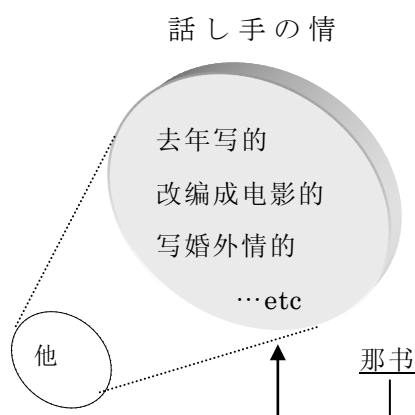 話し手の情
去年写的
改编成电影的
写婚外情的
…etc
他
那书